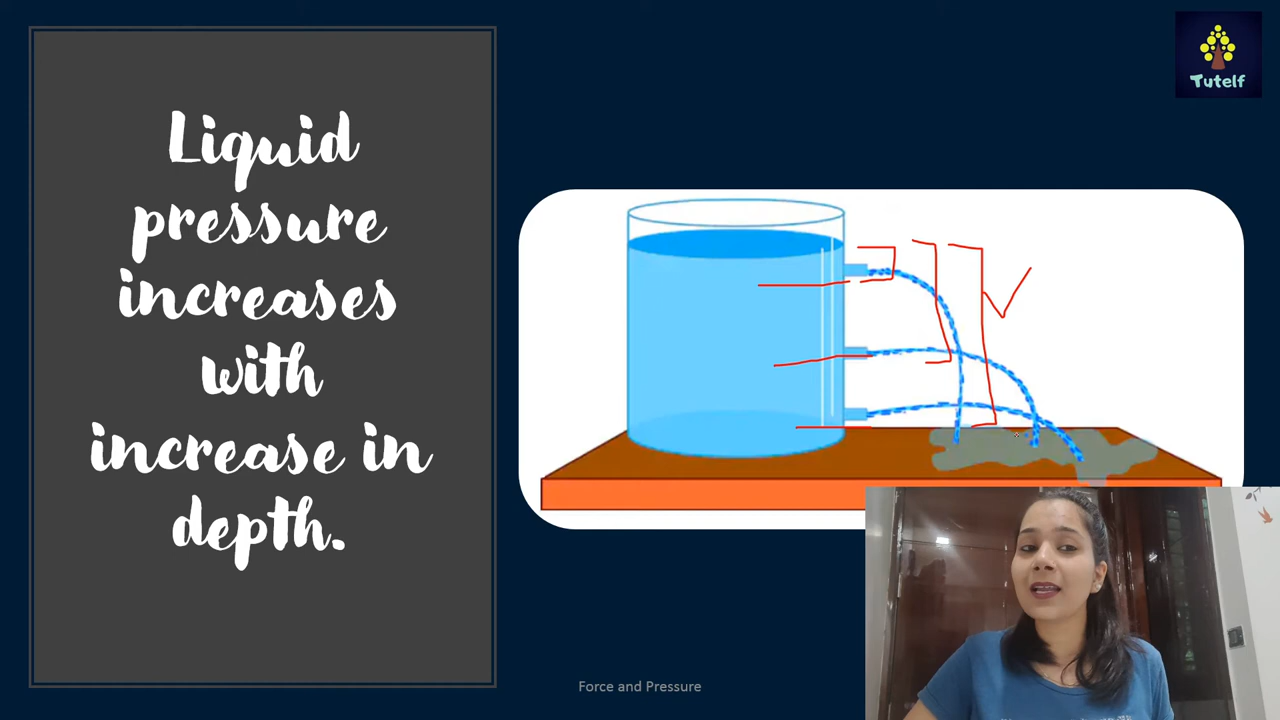 Liquid
pressure
increases
with
increase in
depth.
Tutelf
Force and Pressure